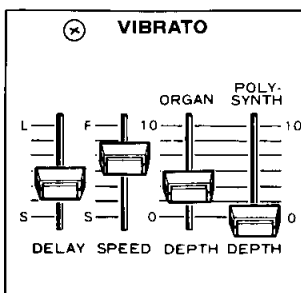 VIBRATO
ORGAN
POLY-
SYNTH
L F 10 10
S S 0 0
DELAY SPEED DEPTH DEPTH